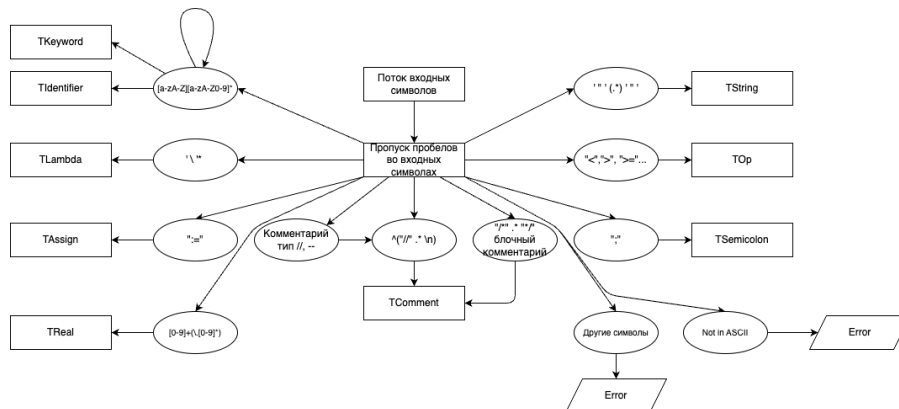 TKeyword
TIdentifier
[a-zA-Z][a-zA-Z0-9]*
Поток входных
символов
' " ' (.*) ' " '
TString
TLambda
' \ '*
Пропуск пробелов
во входных
символах
"<",">", ">="...
TOp
TAssign
":="
Комментарий
тип //, --
^("//" .* \n)
"/*" .* "*/"
блочный
комментарий
";"
TSemicolon
TComment
TReal
[0-9]+(\.[0-9]*)
Другие символы
Not in ASCII
Error
Error